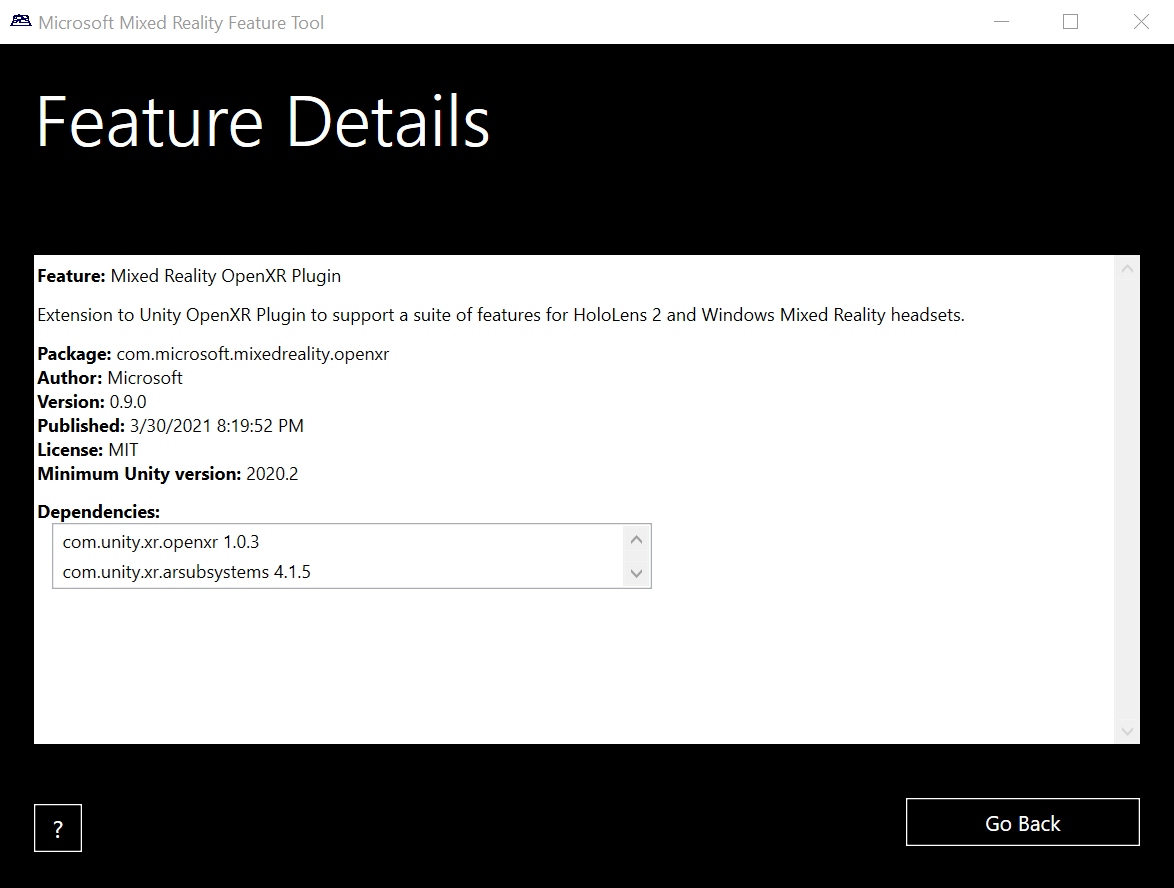 Microsoft Mixed Reality Feature Tool
Feature Details
Feature: Mixed Reality OpenXR Plugin
Extension to Unity OpenXR Plugin to support a suite of features for HoloLens 2 and Windows Mixed Reality headsets.
Package: com.microsoft.mixedreality.openxr
Author: Microsoft
Version: 0.9.0
Published: 3/30/2021 8:19:52 PM
License: MIT
Minimum Unity version: 2020.2
Dependencies:
com.unity.xr.openxr 1.0.3
com.unity.xr.arsubsystems 4.1.5
?
Go Back